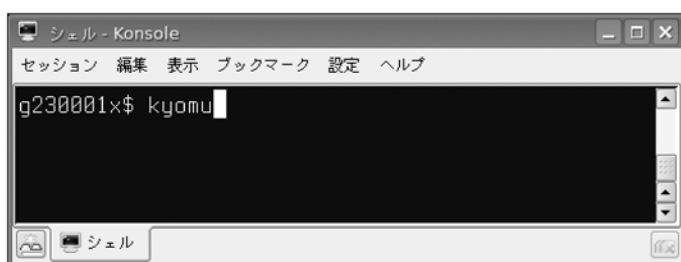 シェル - Konsole
セッション 編集 表示 ブックマーク 設定 ヘルプ
g230001x$ kyomu
シェル